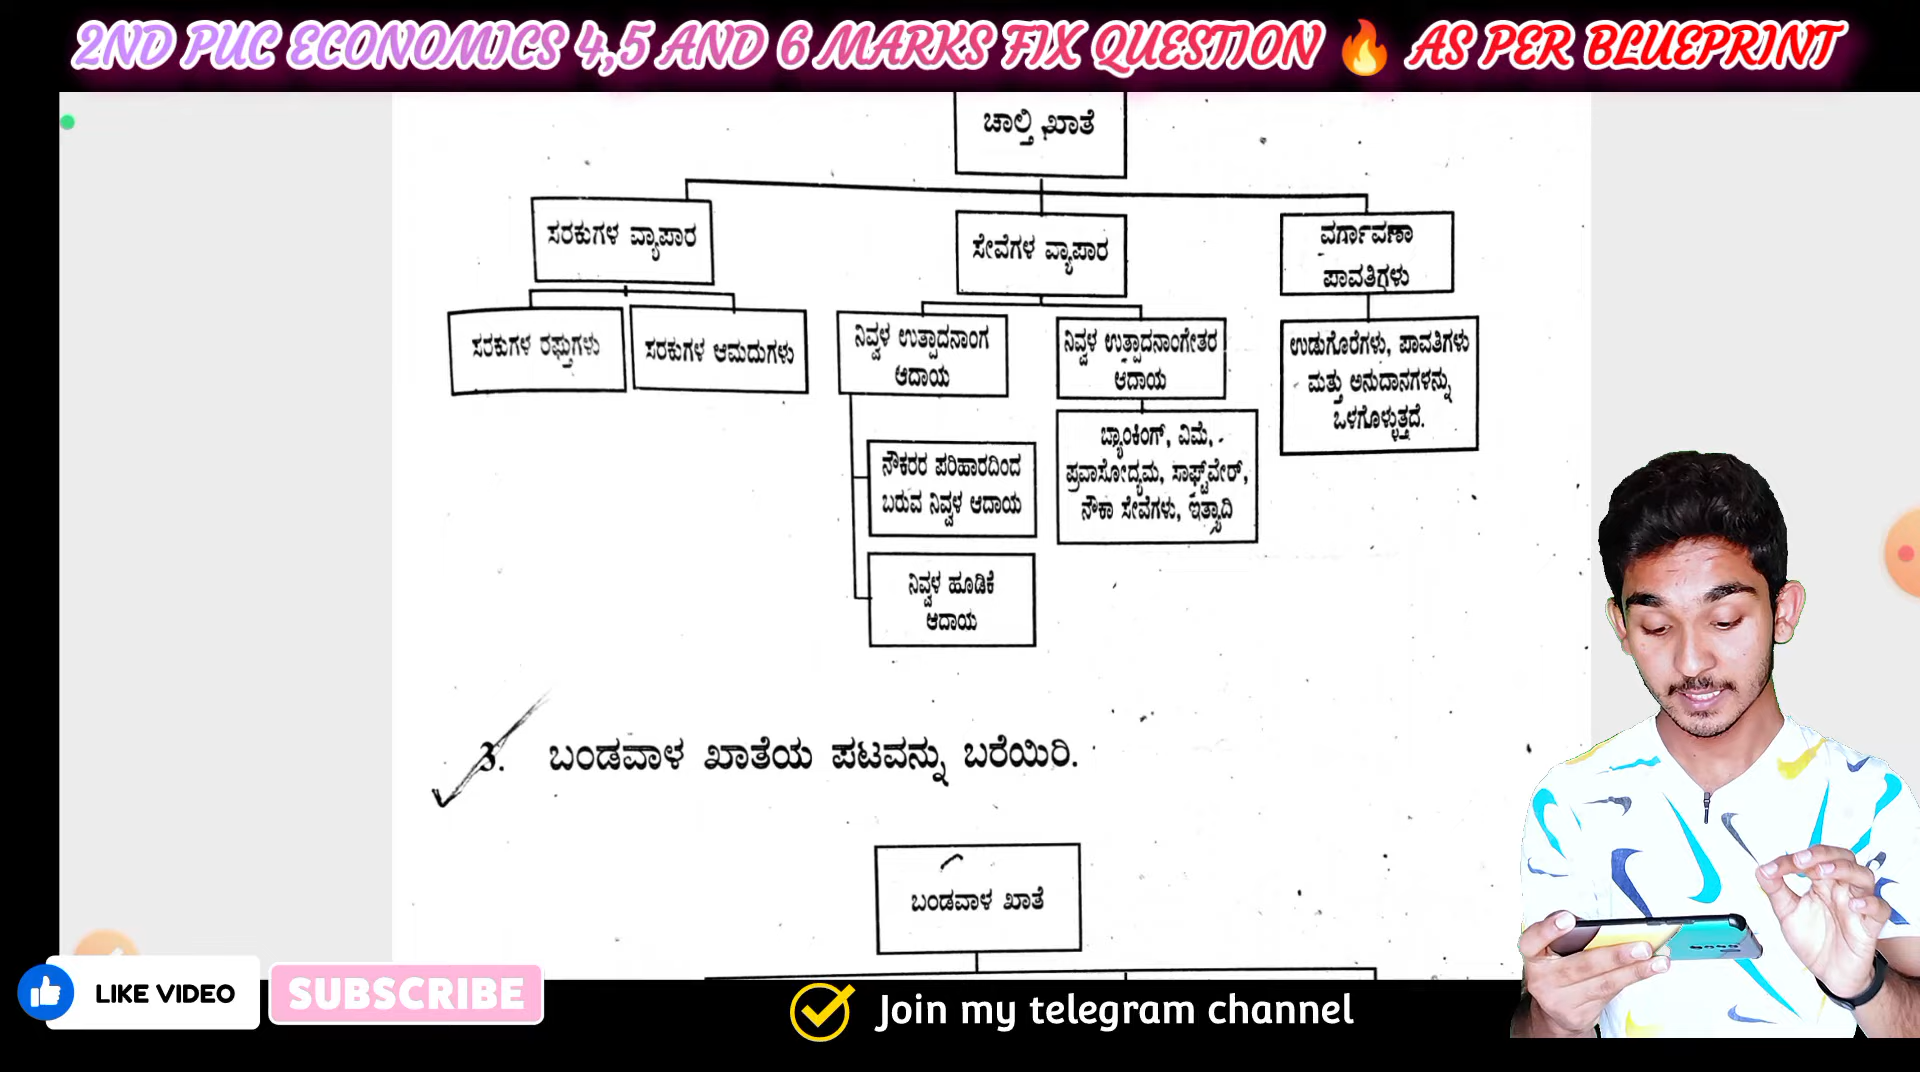 2ND PUC ECONOMICS 4,5 AND 6 MARKS FIX QUESTION 🔥 AS PER BLUEPRINT
ಚಾಲ್ತಿ ಖಾತೆ
ಸರಕುಗಳ ವ್ಯಾಪಾರ
ಸೇವೆಗಳ ವ್ಯಾಪಾರ
ವರ್ಗಾವಣಾ
ಪಾವತಿಗಳು
ಸರಕುಗಳ ರಫ್ತುಗಳು
ಸರಕುಗಳ ಆಮದುಗಳು
ನಿವ್ವಳ ಉತ್ಪಾದನಾಂಗ
ಆದಾಯ
ನಿವ್ವಳ ಉತ್ಪಾದನಾಂಗೇತರ
ಆದಾಯ
ಉಡುಗೊರೆಗಳು, ಪಾವತಿಗಳು
ಮತ್ತು ಅನುದಾನಗಳನ್ನು
ಒಳಗೊಳ್ಳುತ್ತದೆ.
ನೌಕರರ ಪರಿಹಾರದಿಂದ
ಬರುವ ನಿವ್ವಳ ಆದಾಯ
ಬ್ಯಾಂಕಿಂಗ್, ವಿಮೆ,
ಪ್ರವಾಸೋದ್ಯಮ, ಸಾಫ್ಟ್‌ವೇರ್,
ನೌಕಾ ಸೇವೆಗಳು, ಇತ್ಯಾದಿ
ನಿವ್ವಳ ಹೂಡಿಕೆ
ಆದಾಯ
3. ಬಂಡವಾಳ ಖಾತೆಯ ಪಟವನ್ನು ಬರೆಯಿರಿ.
ಬಂಡವಾಳ ಖಾತೆ
LIKE VIDEO
SUBSCRIBE
Join my telegram channel